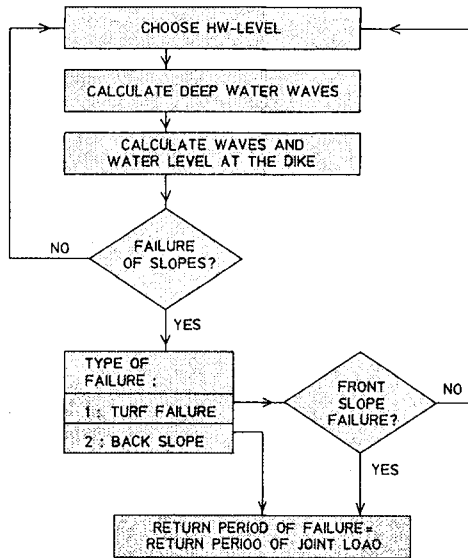 CHOOSE HW-LEVEL
CALCULATE DEEP WATER WAVES
CALCULATE WAVES AND
WATER LEVEL AT THE DIKE
NO
FAILURE
OF SLOPES?
YES
TYPE OF
FAILURE :
1 : TURF FAILURE
2 : BACK SLOPE
FRONT
SLOPE
FAILURE?
NO
YES
RETURN PERIOD OF FAILURE=
RETURN PERIOO OF JOINT LOAO